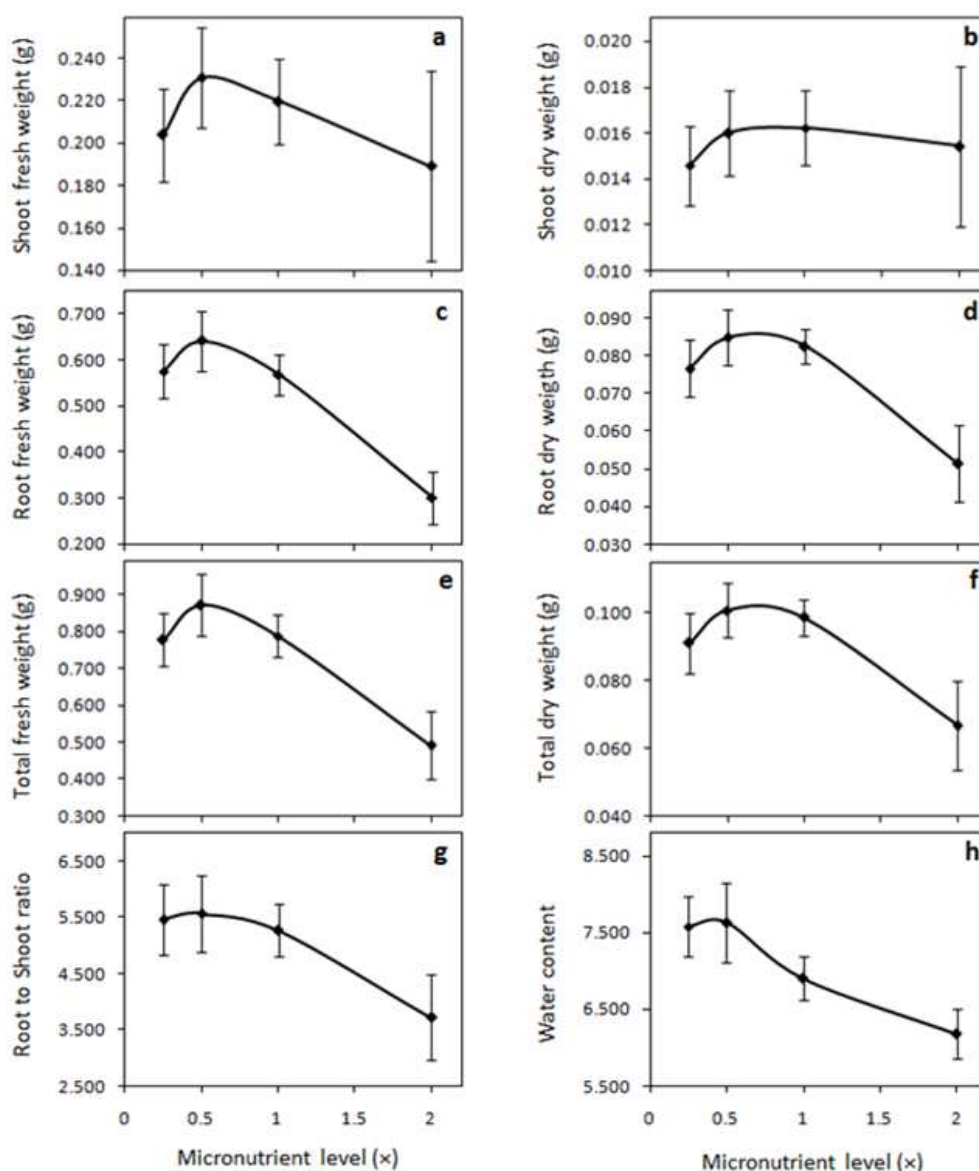 a
Shoot fresh weight (g)
0.240
0.220
0.200
0.180
0.160
0.140
b
Shoot dry weight (g)
0.020
0.018
0.016
0.014
0.012
0.010
c
Root fresh weight (g)
0.700
0.600
0.500
0.400
0.300
0.200
d
Root dry weigth (g)
0.090
0.080
0.070
0.060
0.050
0.040
0.030
e
Total fresh weight (g)
0.900
0.800
0.700
0.600
0.500
0.400
0.300
f
Total dry weight (g)
0.100
0.080
0.060
0.040
g
Root to Shoot ratio
6.500
5.500
4.500
3.500
2.500
0 0.5 1 1.5 2
Micronutrient level (×)
h
Water content
8.500
7.500
6.500
5.500
0 0.5 1 1.5 2
Micronutrient level (×)